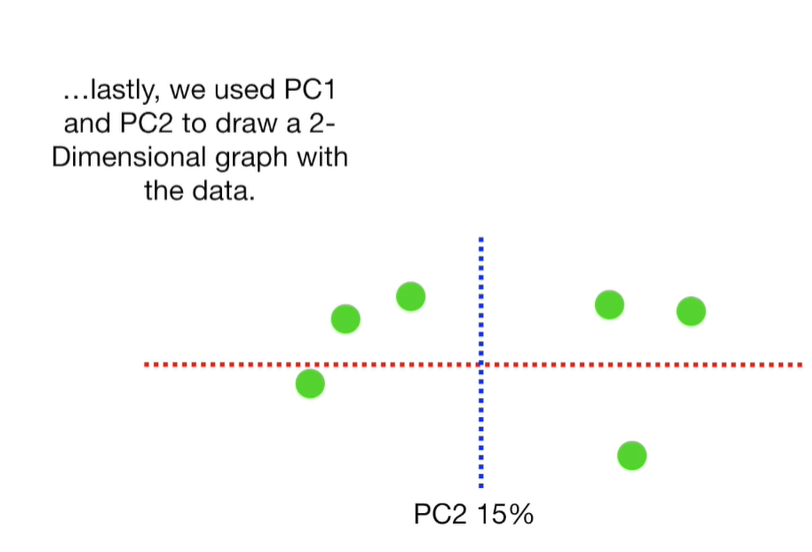 …lastly, we used PC1
and PC2 to draw a 2-
Dimensional graph with
the data.
PC2 15%